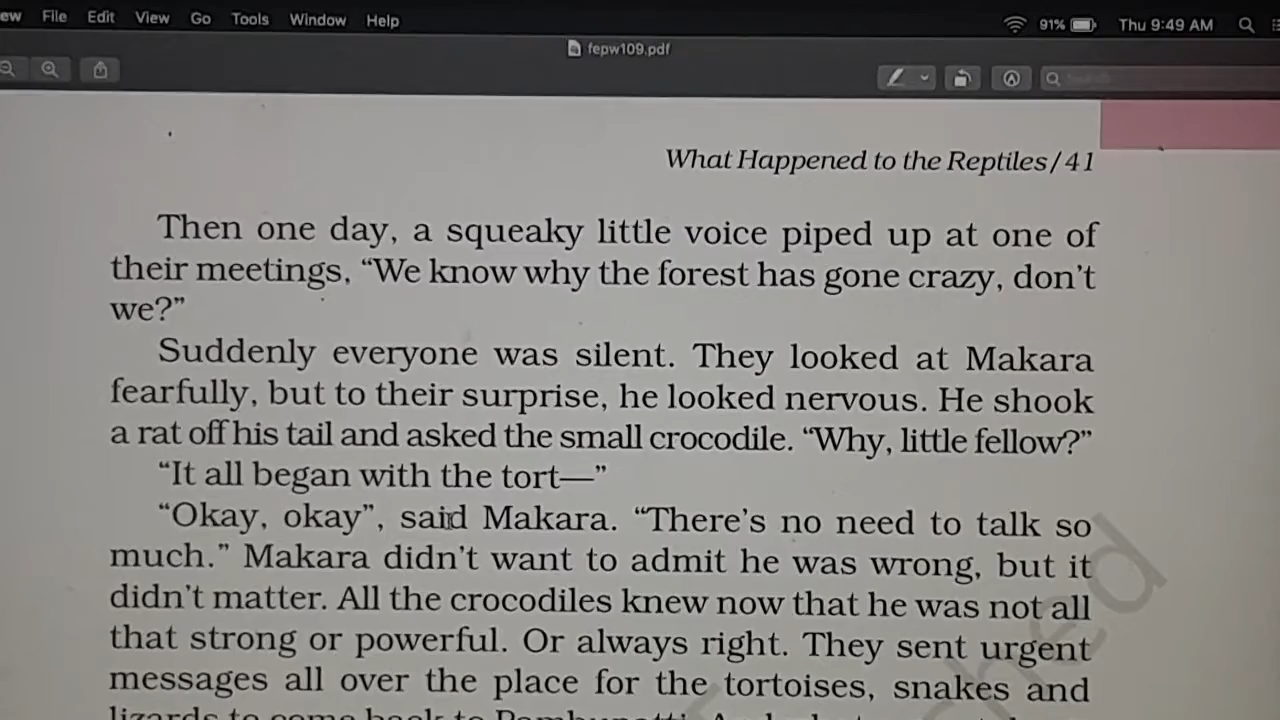 ew File Edit View Go Tools Window Help 91% Thu 9:49 AM
fepw109.pdf
What Happened to the Reptiles/41
Then one day, a squeaky little voice piped up at one of
their meetings, “We know why the forest has gone crazy, don’t
we?”
Suddenly everyone was silent. They looked at Makara
fearfully, but to their surprise, he looked nervous. He shook
a rat off his tail and asked the small crocodile. “Why, little fellow?”
“It all began with the tort—”
“Okay, okay”, said Makara. “There’s no need to talk so
much.” Makara didn’t want to admit he was wrong, but it
didn’t matter. All the crocodiles knew now that he was not all
that strong or powerful. Or always right. They sent urgent
messages all over the place for the tortoises, snakes and
lizards to come back to